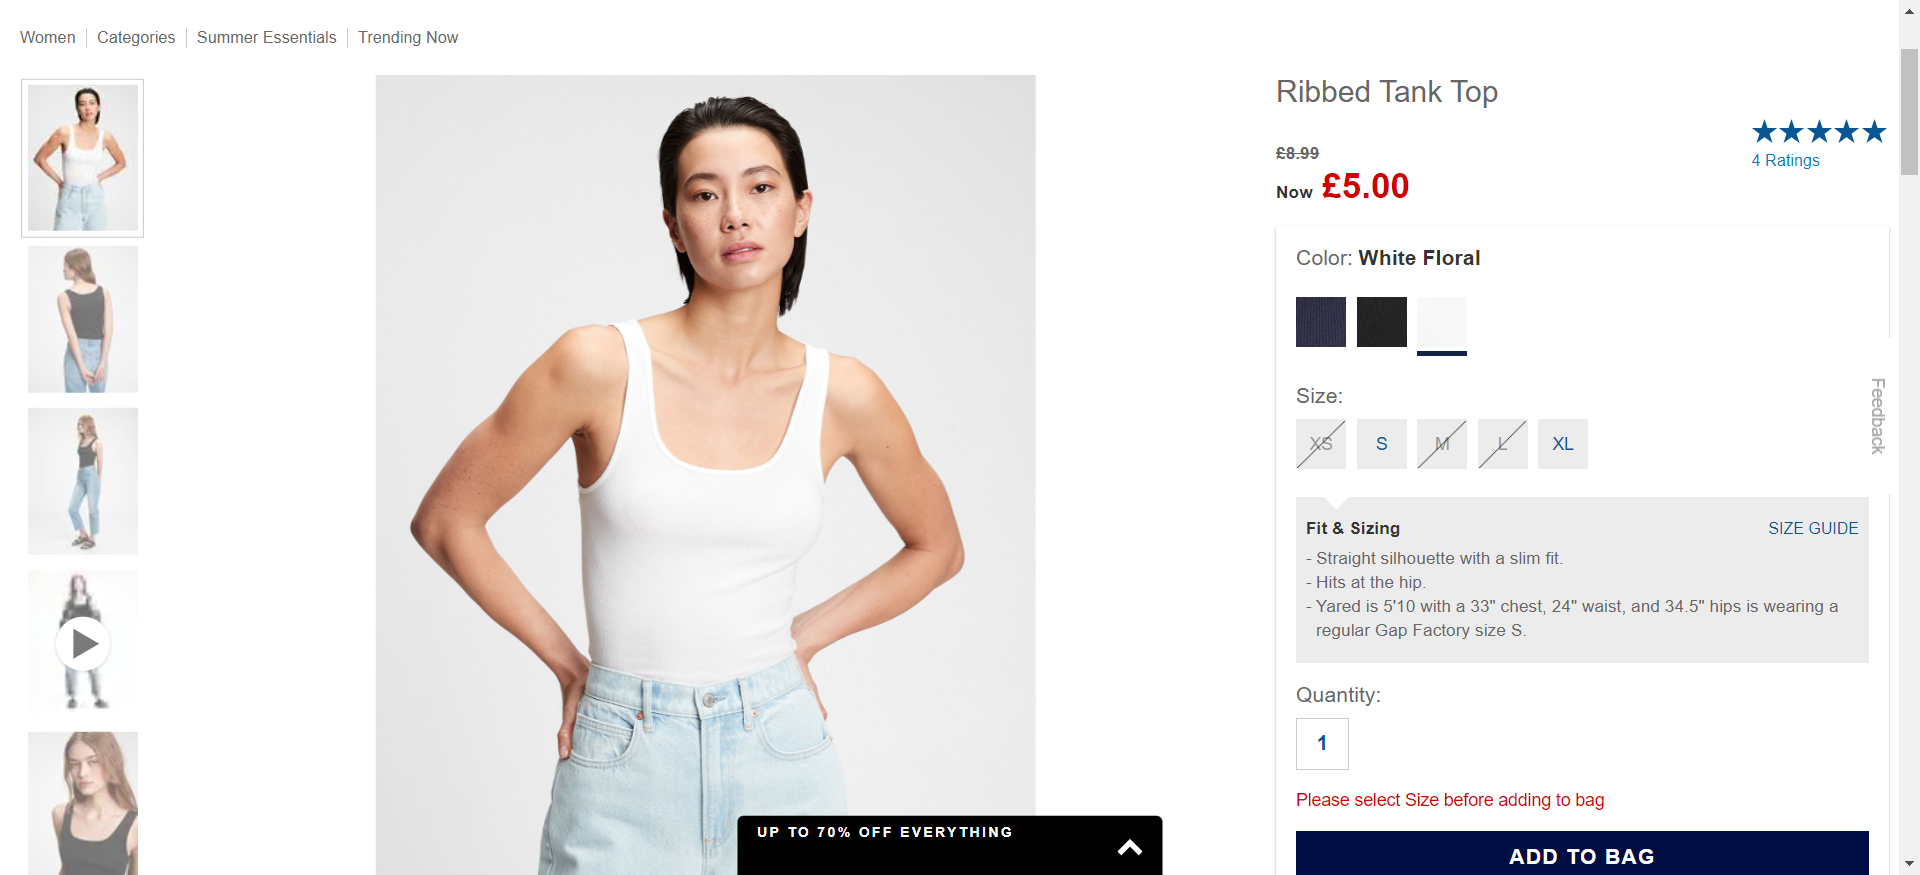 Women
Categories
Summer Essentials
Trending Now
Ribbed Tank Top
£8.99
Now £5.00
4 Ratings
Color: White Floral
Size:
XS
S
M
L
XL
Fit & Sizing
SIZE GUIDE
- Straight silhouette with a slim fit.
- Hits at the hip.
- Yared is 5'10 with a 33" chest, 24" waist, and 34.5" hips is wearing a
regular Gap Factory size S.
Quantity:
1
Please select Size before adding to bag
ADD TO BAG
Feedback
UP TO 70% OFF EVERYTHING